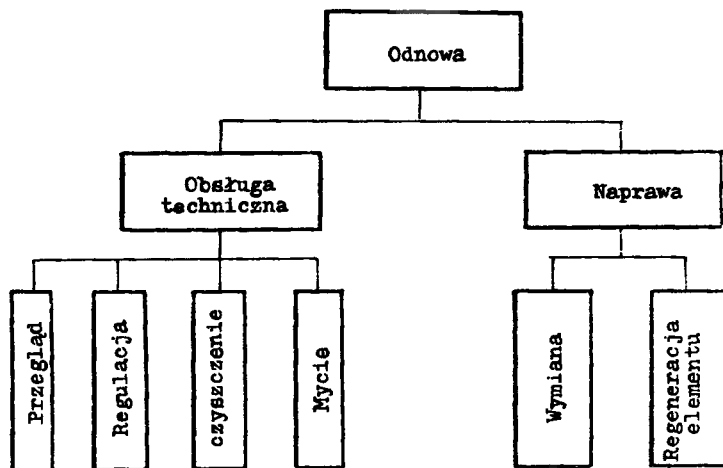 Odnowa
Obsługa
techniczna
Naprawa
Przegląd
Regulacja
czyszczenie
Mycie
Wymiana
Regeneracja
elementu